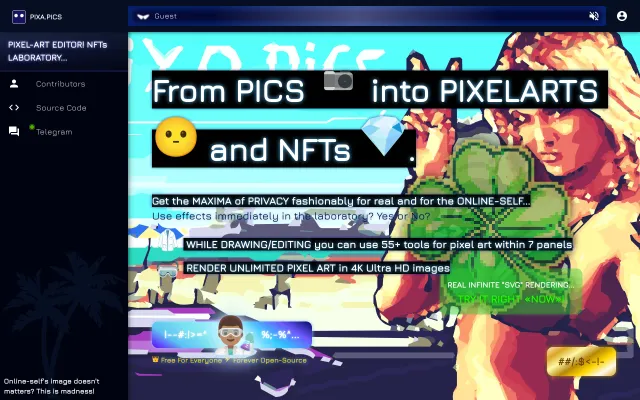 PIXA.PICS
Guest
PIXEL-ART EDITOR! NFTs
LABORATORY...
Contributors
Source Code
Telegram
From PICS into PIXELARTS
and NFTs .
Get the MAXIMA of PRIVACY fashionably for real and for the ONLINE-SELF...
Use effects immediately in the laboratory? Yes or No?
WHILE DRAWING/EDITING you can use 55+ tools for pixel art within 7 panels
RENDER UNLIMITED PIXEL ART in 4K Ultra HD images
REAL INFINITE "SVG" RENDERING...
TRY IT RIGHT «NOW»
Free For Everyone Forever Open-Source
Online-self's image doesn't
matters? This is madness!